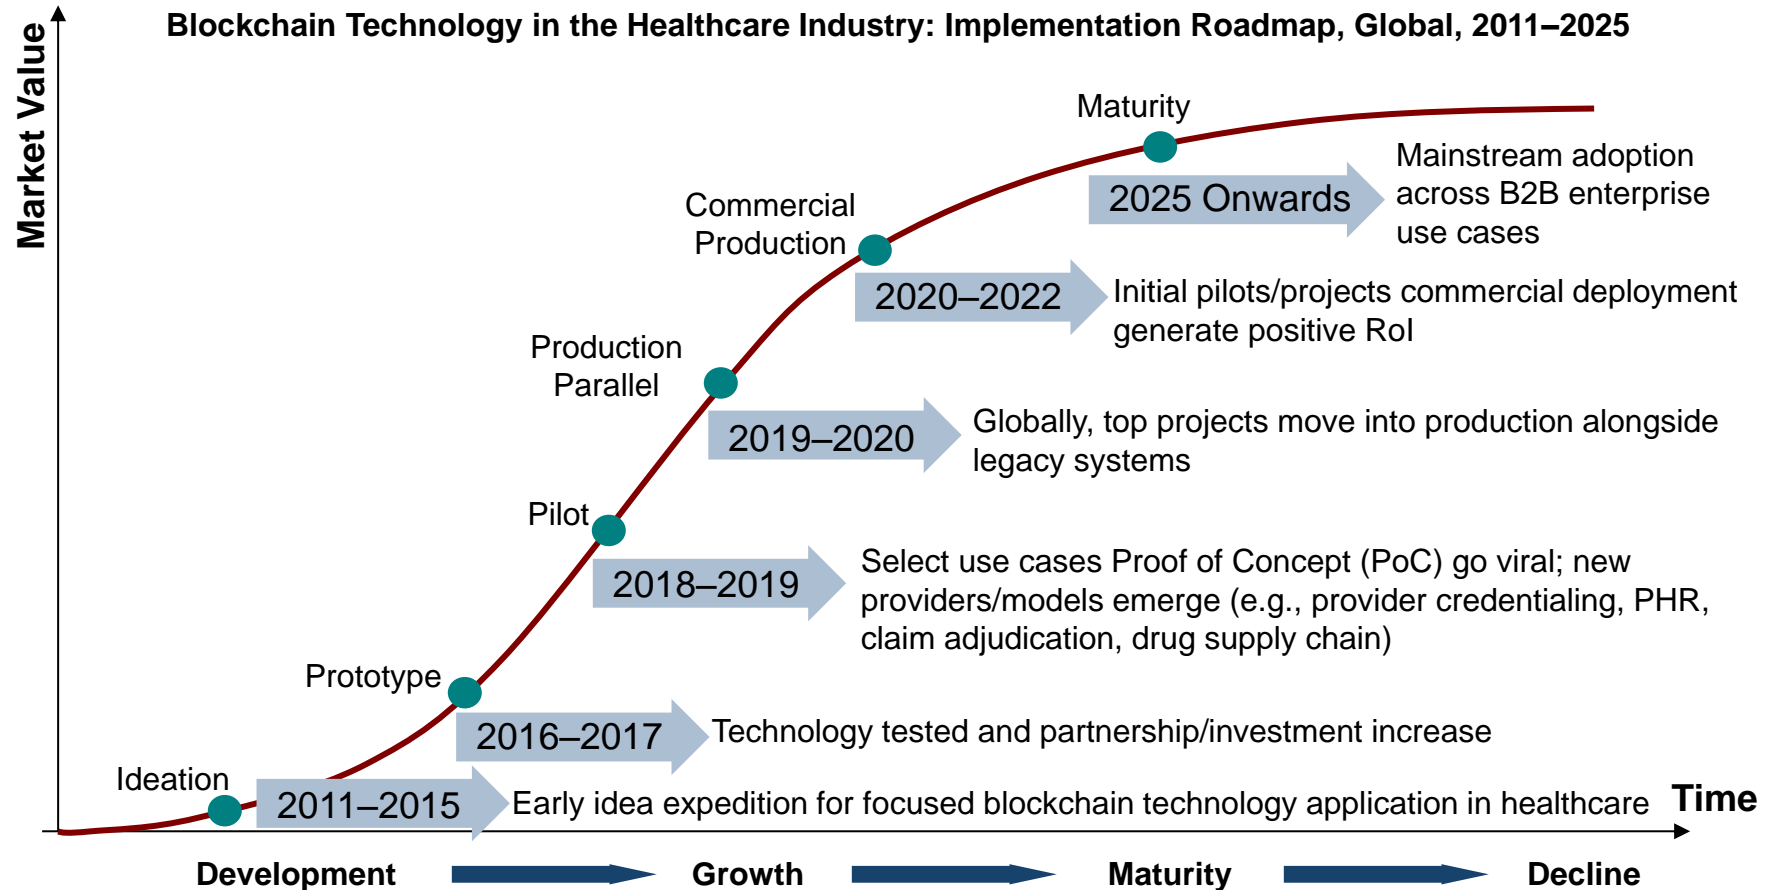 Blockchain Technology in the Healthcare Industry: Implementation Roadmap, Global, 2011–2025
Market Value
Maturity
2025 Onwards
Mainstream adoption
across B2B enterprise
use cases
Commercial
Production
2020–2022
Initial pilots/projects commercial deployment
generate positive RoI
Production
Parallel
2019–2020
Globally, top projects move into production alongside
legacy systems
Pilot
2018–2019
Select use cases Proof of Concept (PoC) go viral; new
providers/models emerge (e.g., provider credentialing, PHR,
claim adjudication, drug supply chain)
Prototype
2016–2017
Technology tested and partnership/investment increase
Ideation
2011–2015
Early idea expedition for focused blockchain technology application in healthcare
Time
Development
Growth
Maturity
Decline